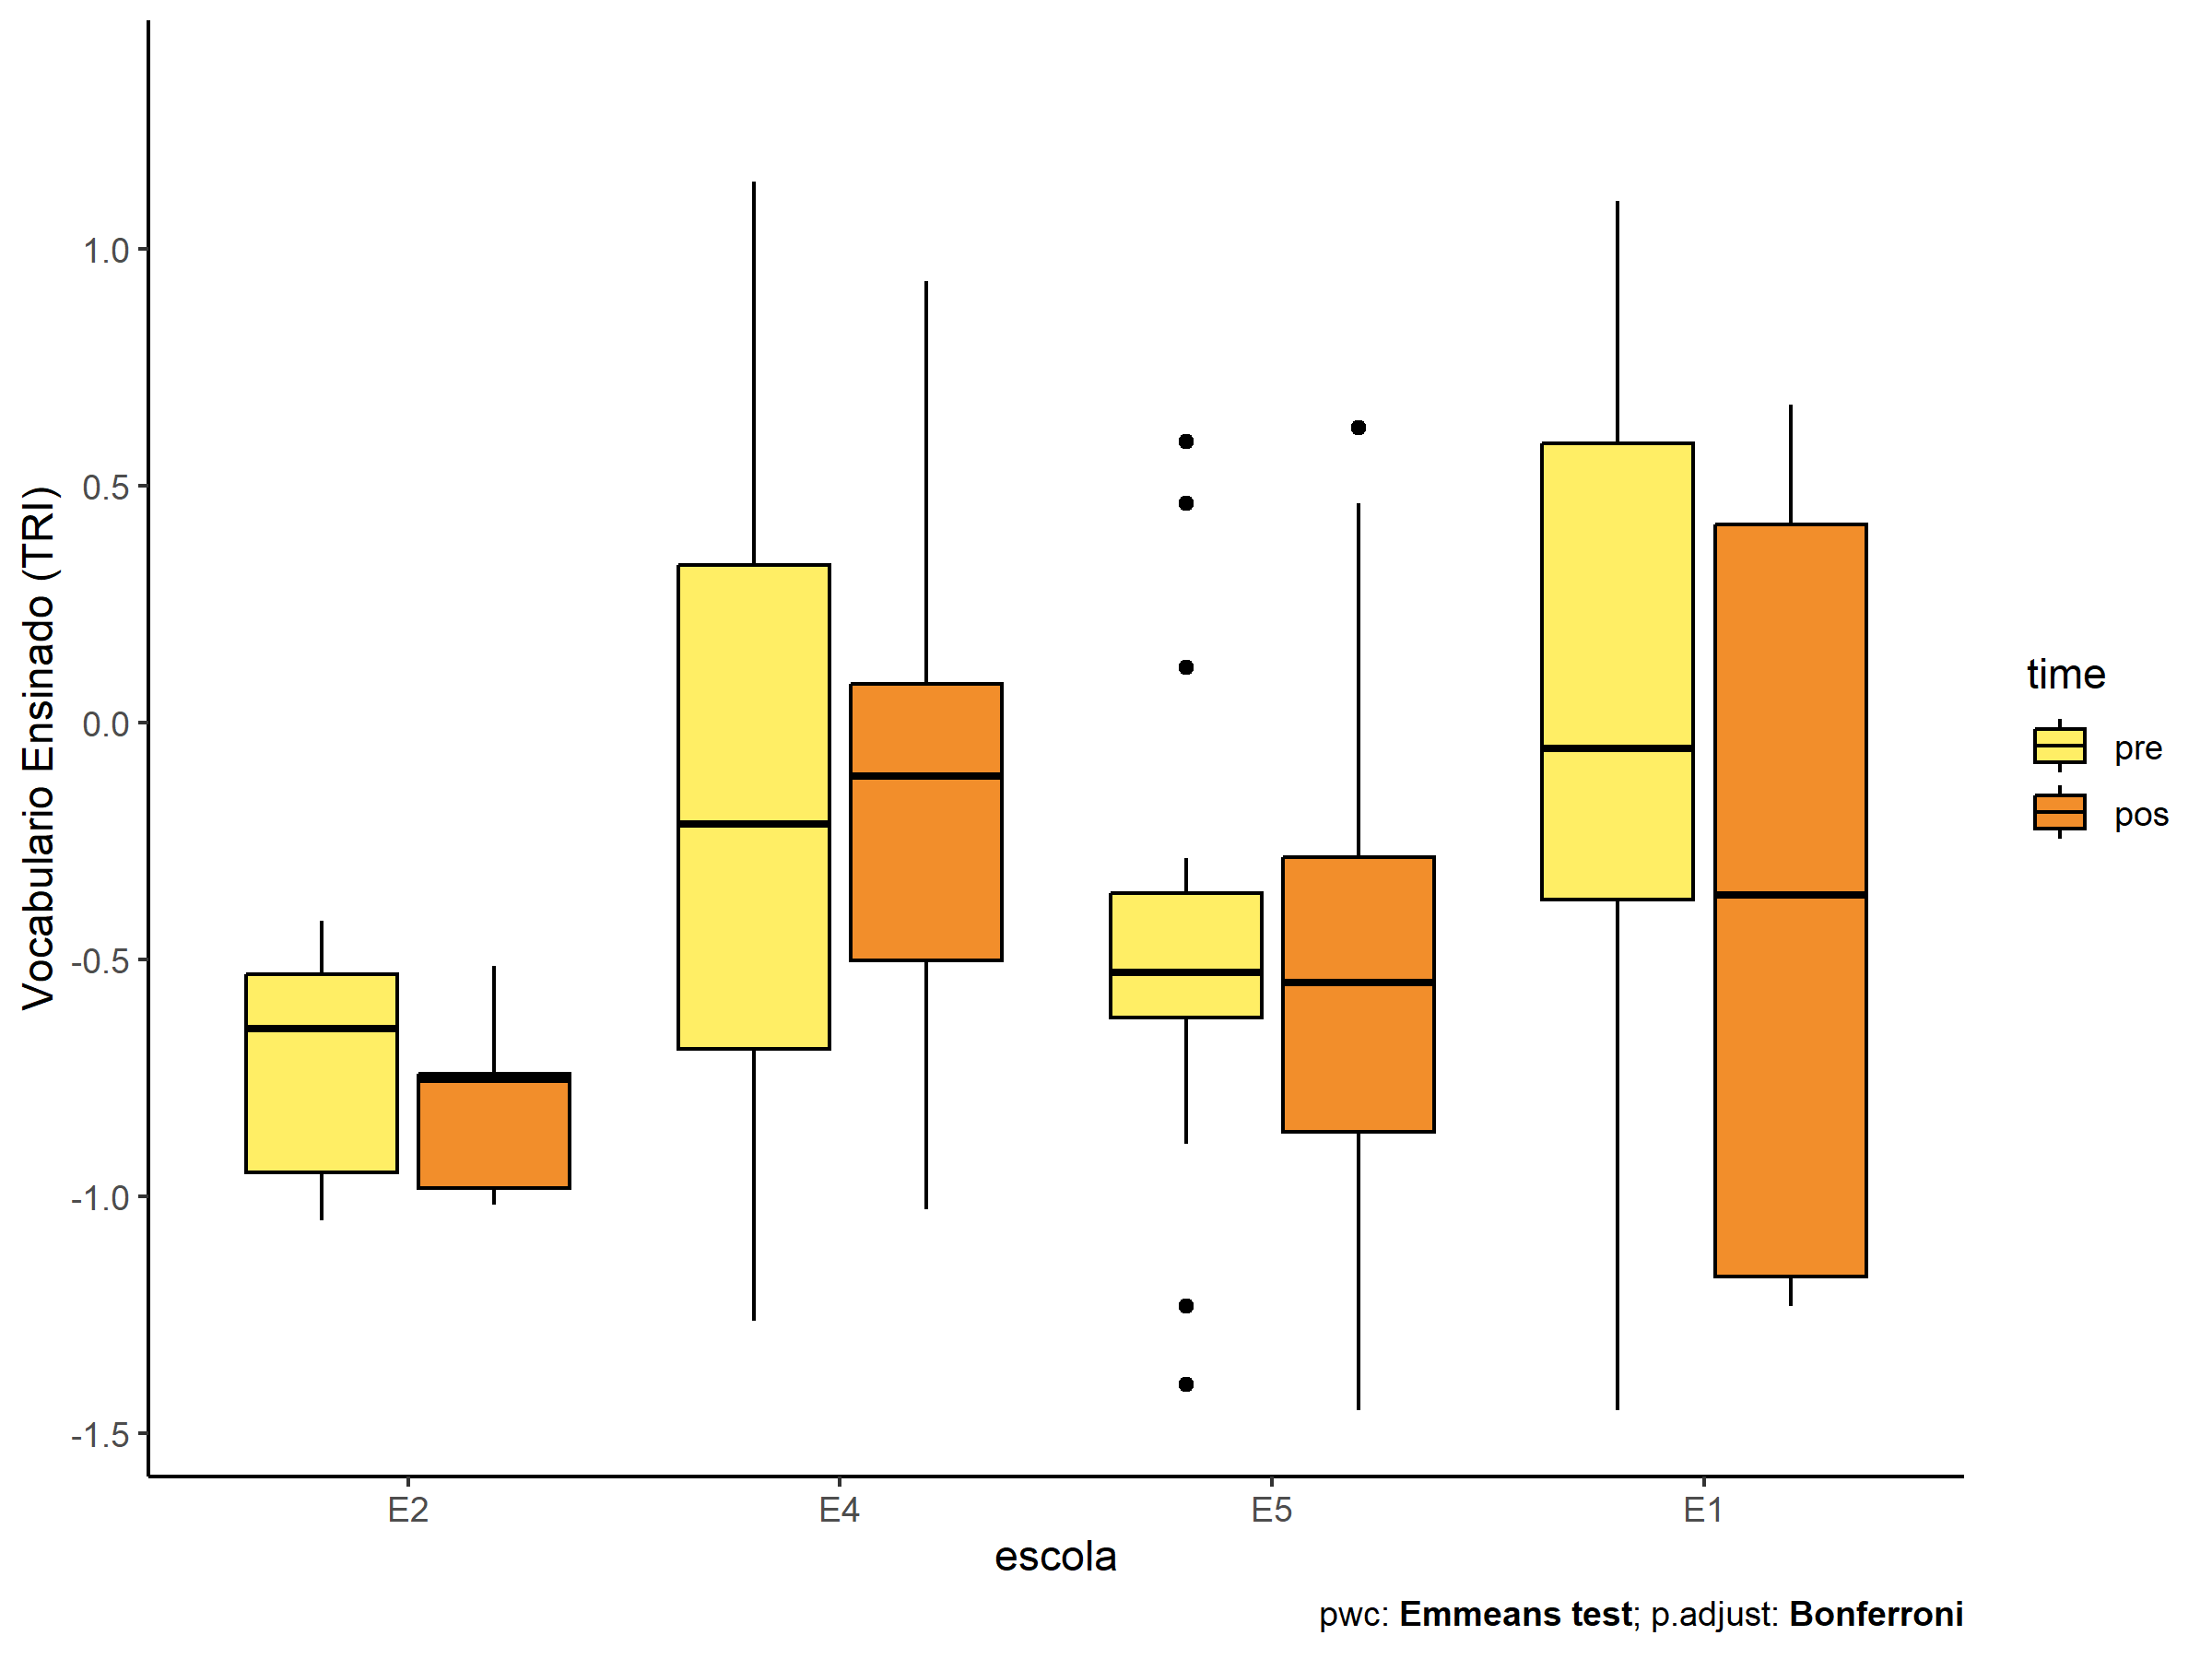 Vocabulario Ensinado (TRI)
1.0
0.5
0.0
-0.5
-1.0
-1.5
E2
E4
E5
E1
escola
time
pre
pos
pwc: Emmeans test; p.adjust: Bonferroni